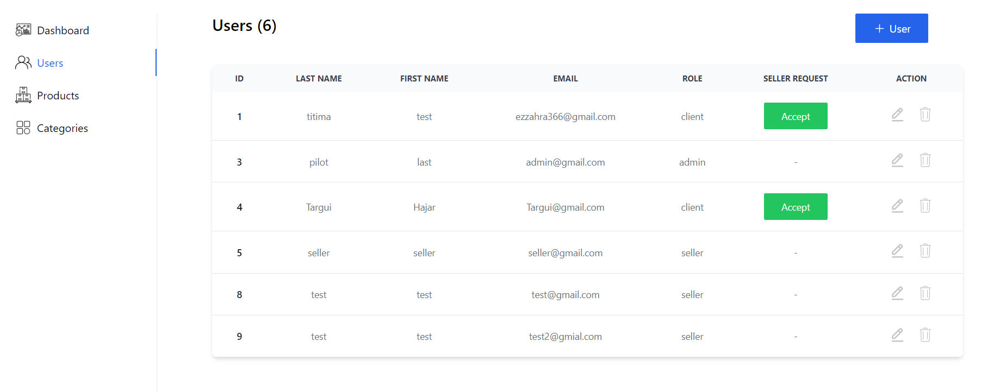 Dashboard
Users
Products
Categories
Users (6)
+ User
ID LAST NAME FIRST NAME EMAIL ROLE SELLER REQUEST ACTION
1 titima test ezzahra366@gmail.com client Accept
3 pilot last admin@gmail.com admin -
4 Targui Hajar Targui@gmail.com client Accept
5 seller seller seller@gmail.com seller -
8 test test test@gmail.com seller -
9 test test test2@gmial.com seller -